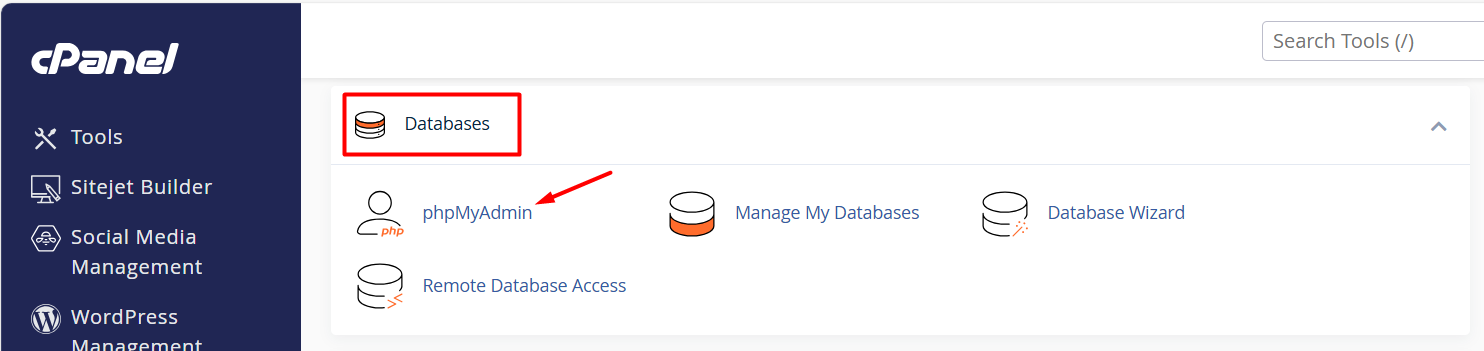 cPanel
Search Tools (/)
Tools
Sitejet Builder
Social Media
Management
WordPress
Management
Databases
phpMyAdmin
Manage My Databases
Database Wizard
Remote Database Access
php